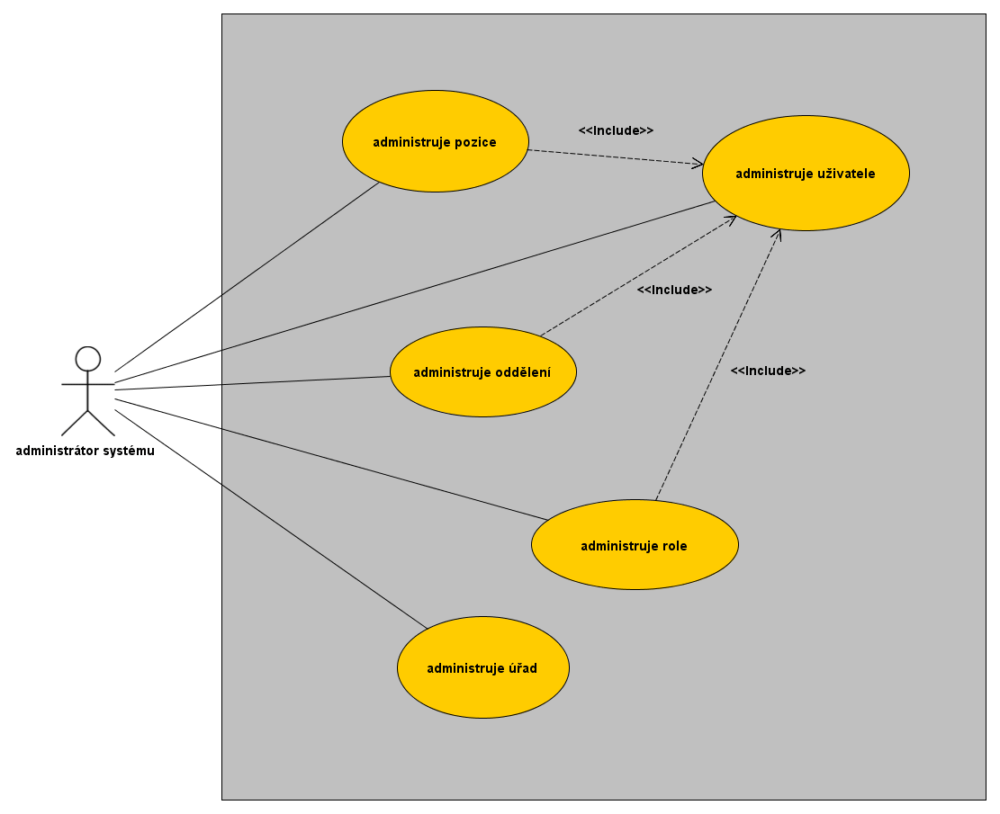 administruje pozice
<<include>>
administruje uživatele
<<include>>
administruje oddělení
<<include>>
administrátor systému
administruje role
administruje úřad